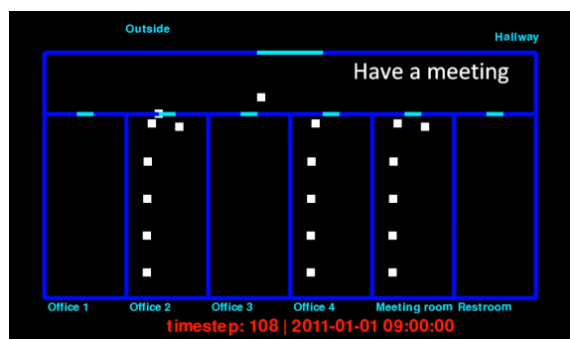 Outside
Hallway
Have a meeting
Office 1 Office 2 Office 3 Office 4 Meeting room Restroom
timestep: 108 | 2011-01-01 09:00:00